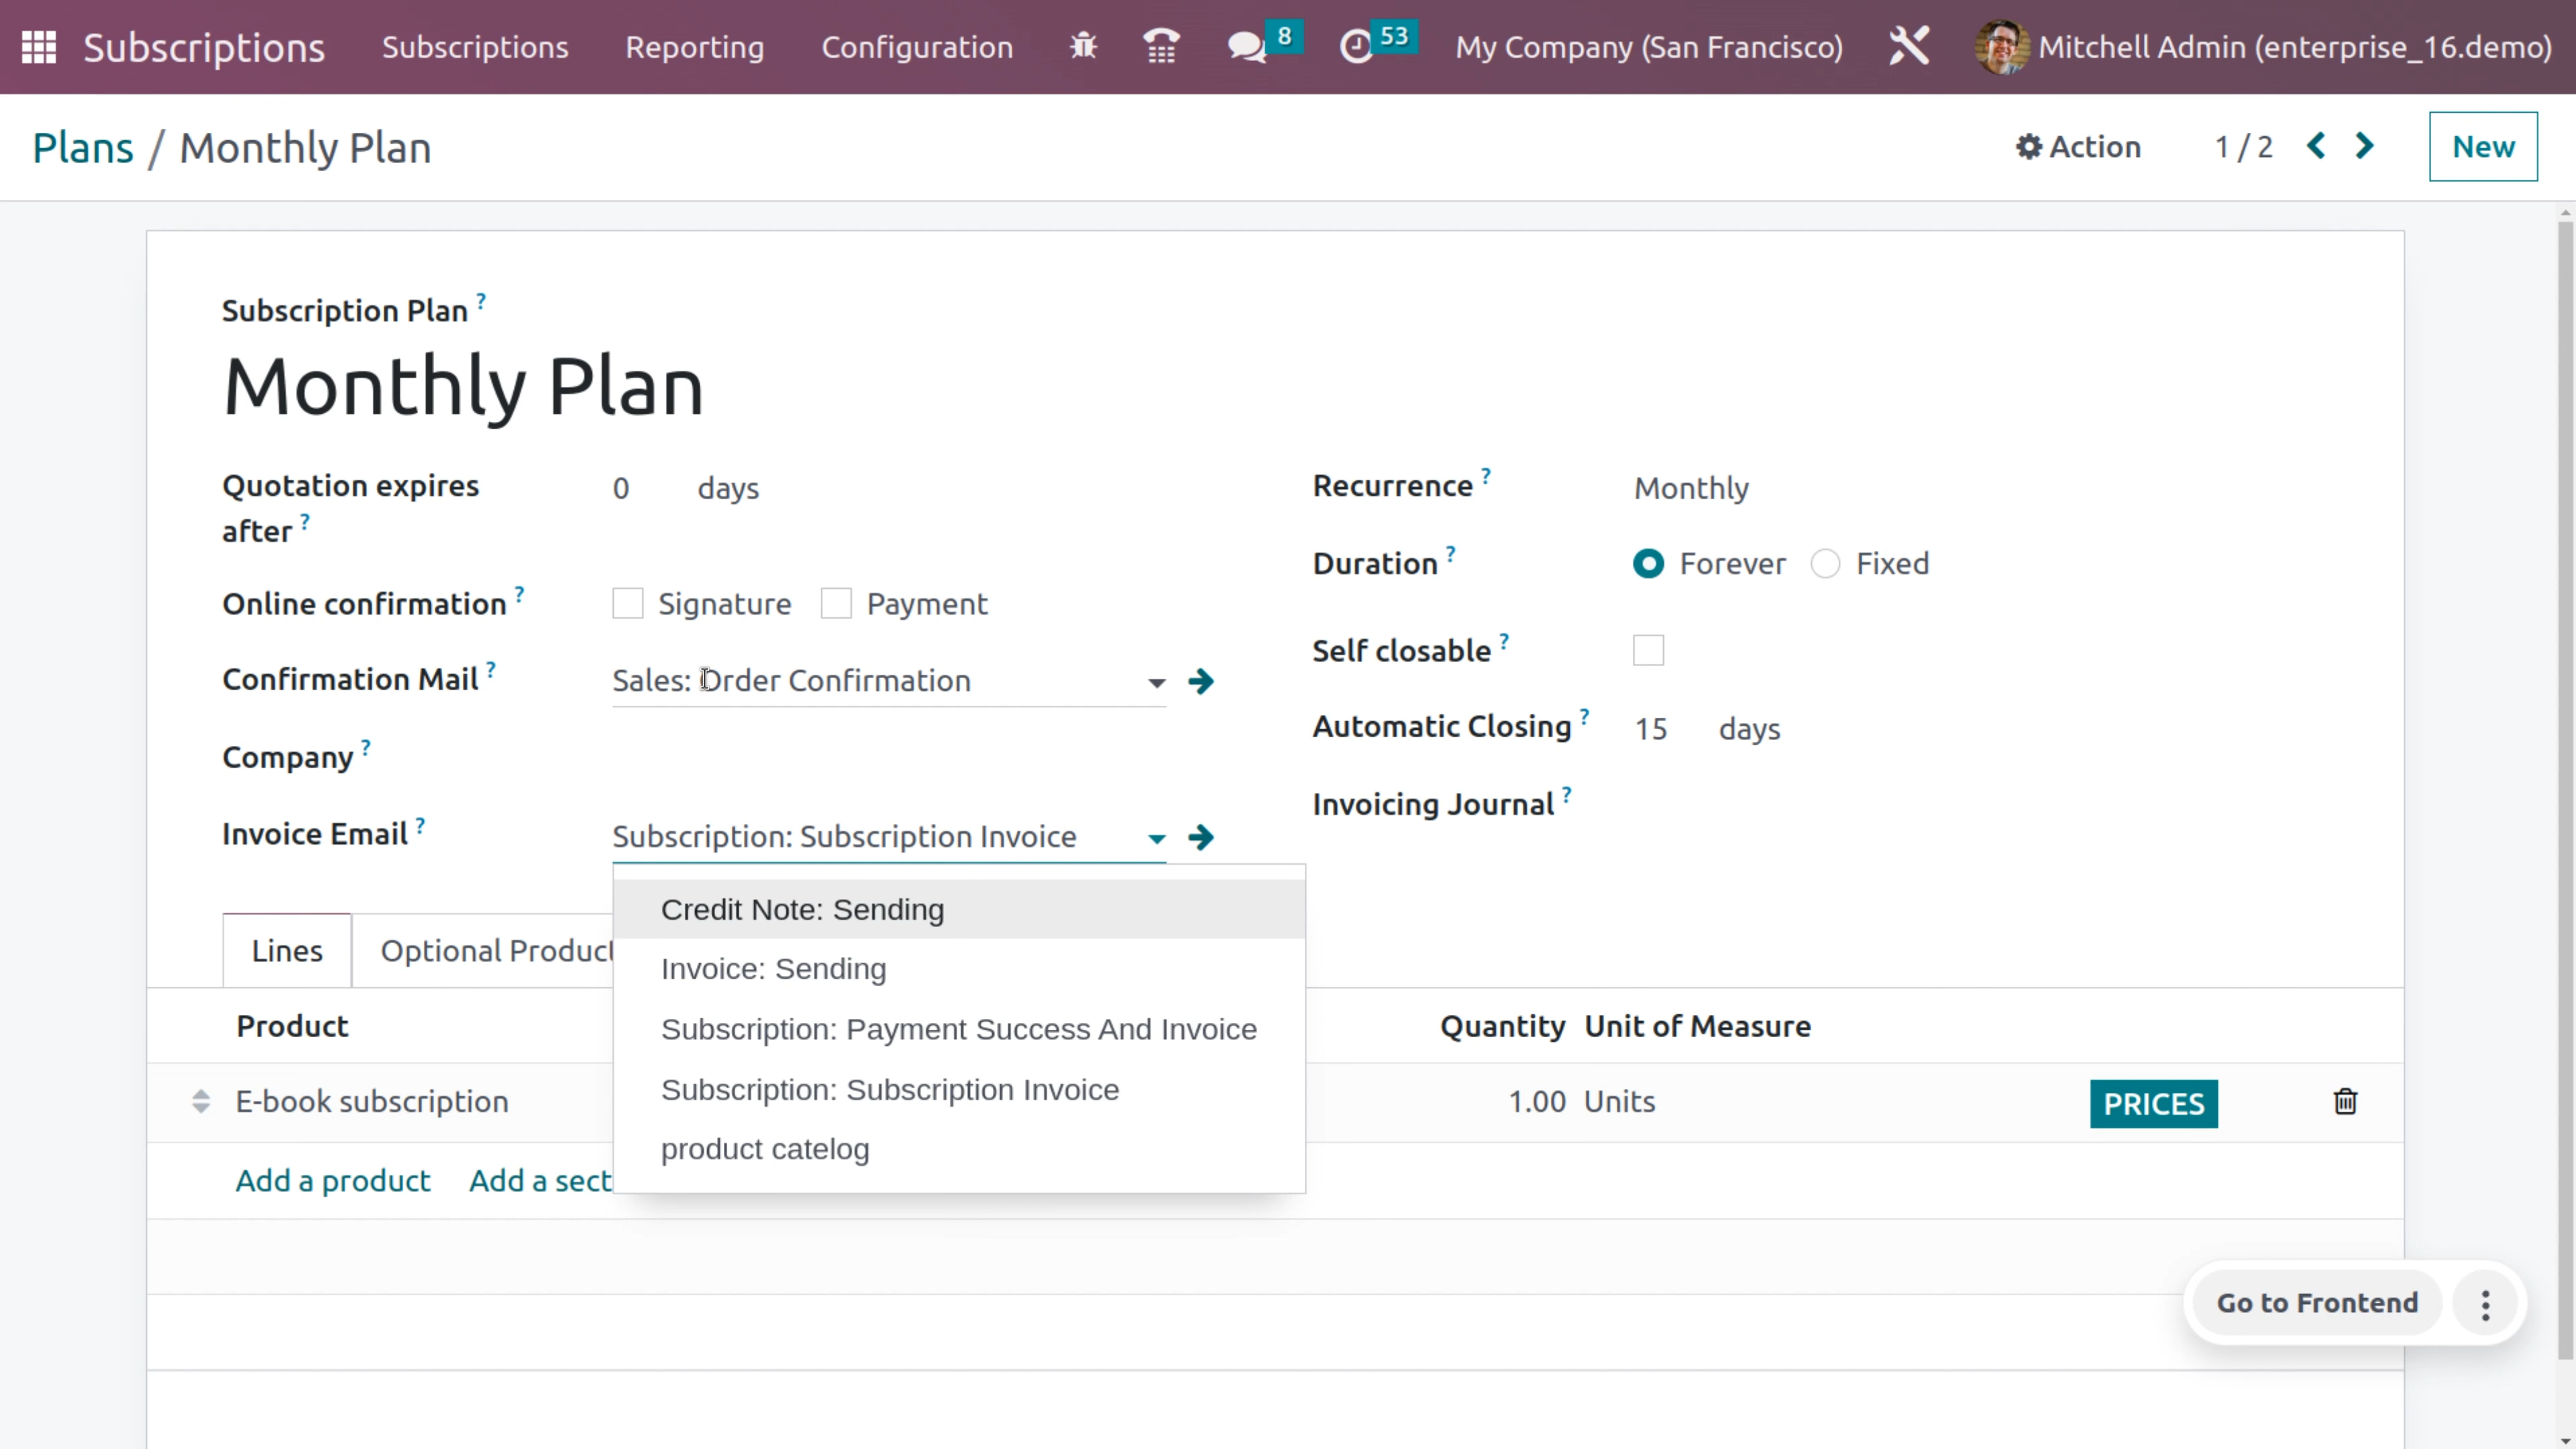 Subscriptions Subscriptions Reporting Configuration 8 53 My Company (San Francisco) Mitchell Admin (enterprise_16.demo)
Plans / Monthly Plan Action 1 / 2 New
Subscription Plan ?
Monthly Plan
Quotation expires after ? 0 days
Recurrence ? Monthly
Duration ? Forever Fixed
Online confirmation ? Signature Payment
Self closable ?
Confirmation Mail ? Sales: Order Confirmation
Automatic Closing ? 15 days
Company ?
Invoicing Journal ?
Invoice Email ? Subscription: Subscription Invoice
Credit Note: Sending
Invoice: Sending
Subscription: Payment Success And Invoice
Subscription: Subscription Invoice
product catelog
Lines Optional Product
Product Quantity Unit of Measure
E-book subscription 1.00 Units PRICES
Add a product Add a sect
Go to Frontend